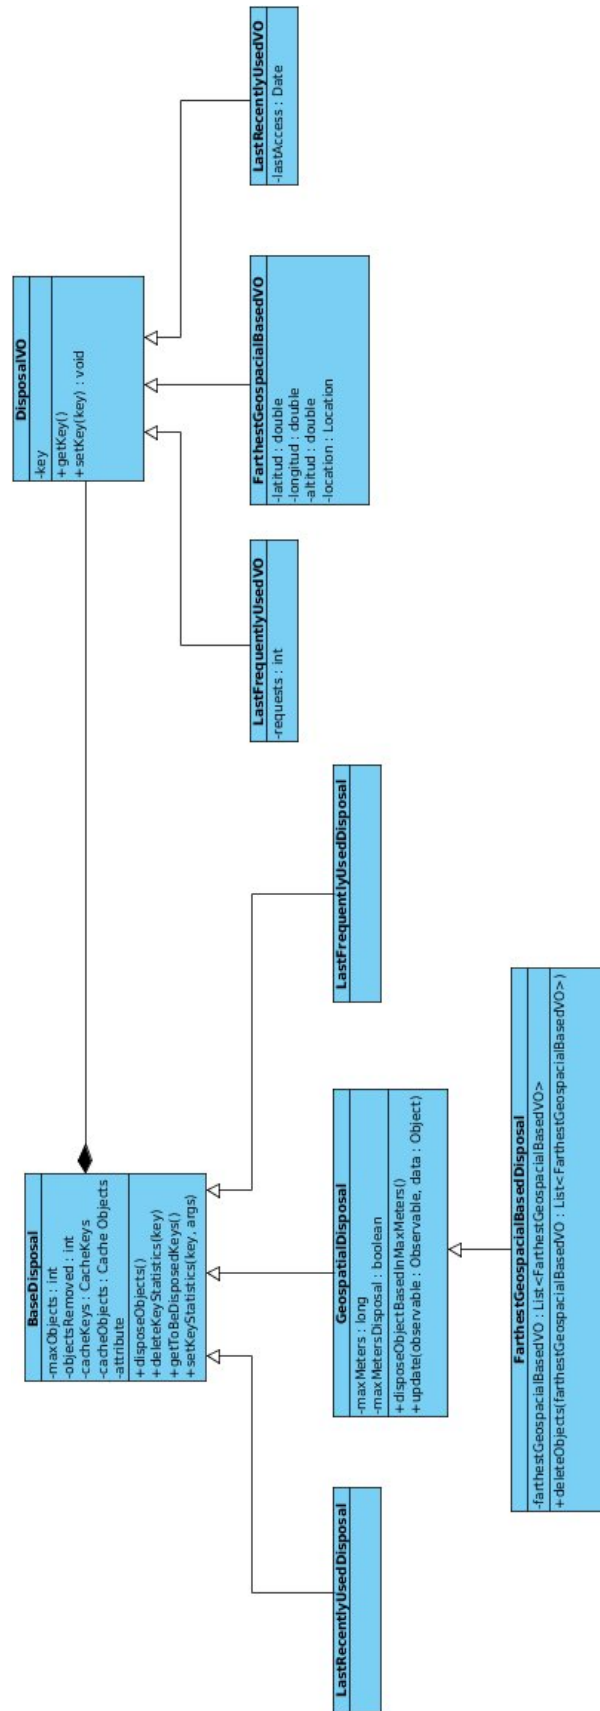 BaseDisposal
-maxObjects : int
-objectsRemoved : int
-cacheKeys : CacheKeys
-cacheObjects : Cache Objects
-attribute
+disposeObjects()
+deleteKeyStatistics(key)
+getToBeDisposedKeys()
+setKeyStatistics(key, args)
DisposalVO
-key
+getKey()
+setKey(key) : void
LastRecentlyUsedDisposal
GeospatialDisposal
-maxMeters : long
-maxMetersDisposal : boolean
+disposeObjectBasedInMaxMeters()
+update(observable : Observable, data : Object)
LastFrequentlyUsedDisposal
LastFrequentlyUsedVO
-requests : int
FarthestGeospacialBasedVO
-latitud : double
-longitud : double
-altitud : double
-location : Location
LastRecentlyUsedVO
-lastAccess : Date
FarthestGeospacialBasedDisposal
-farthestGeospacialBasedVO : List<FarthestGeospacialBasedVO>
+deleteObjects(farthestGeospacialBasedVO : List<FarthestGeospacialBasedVO>)